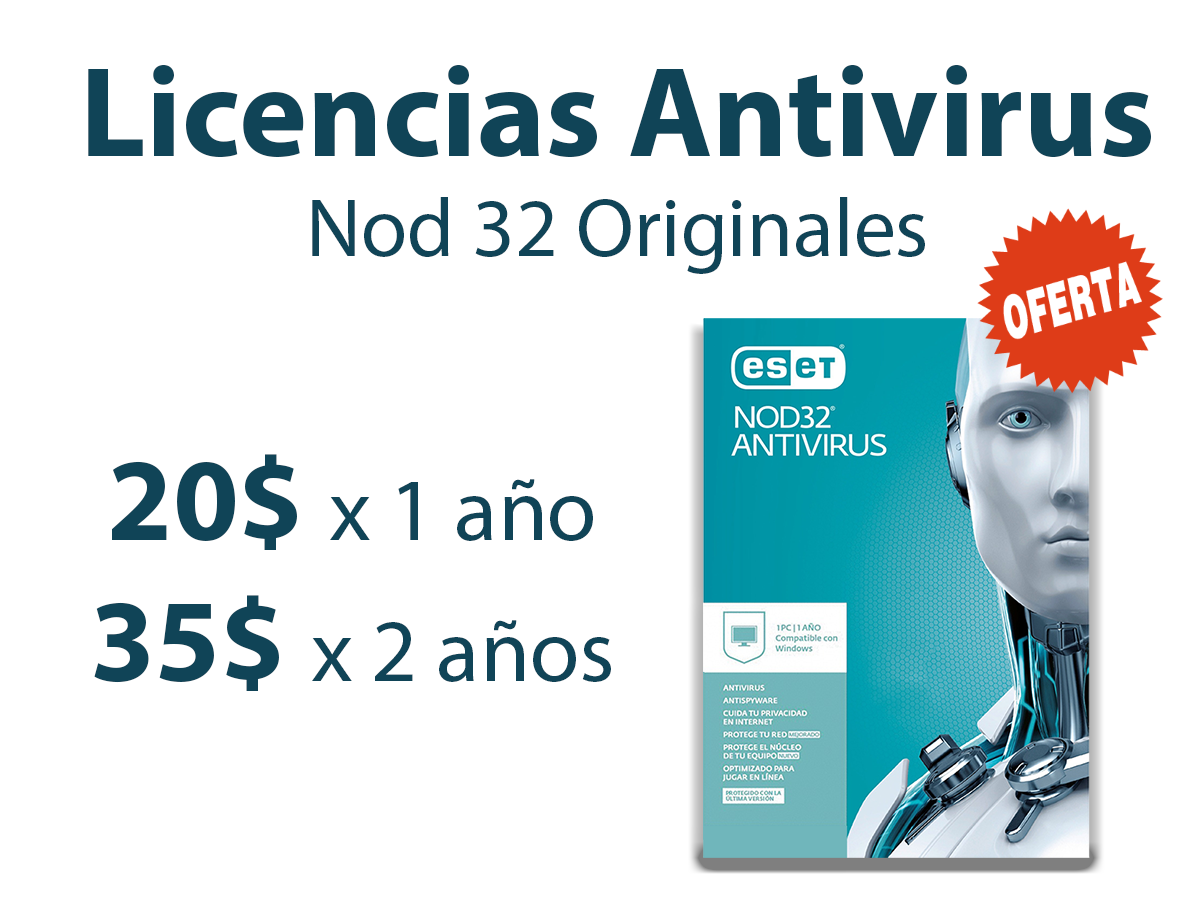 Licencias Antivirus
Nod 32 Originales
OFERTA
20$ x 1 año
35$ x 2 años
eseT®
NOD32®
ANTIVIRUS
1PC | 1 AÑO
Compatible con
Windows
ANTIVIRUS
ANTISPYWARE
CUIDA TU PRIVACIDAD
EN INTERNET
PROTEGE TU RED MEJORADO
PROTEGE EL NÚCLEO
DE TU EQUIPO NUEVO
OPTIMIZADO PARA
JUGAR EN LÍNEA
PROTEGIDO CON LA
ÚLTIMA VERSIÓN